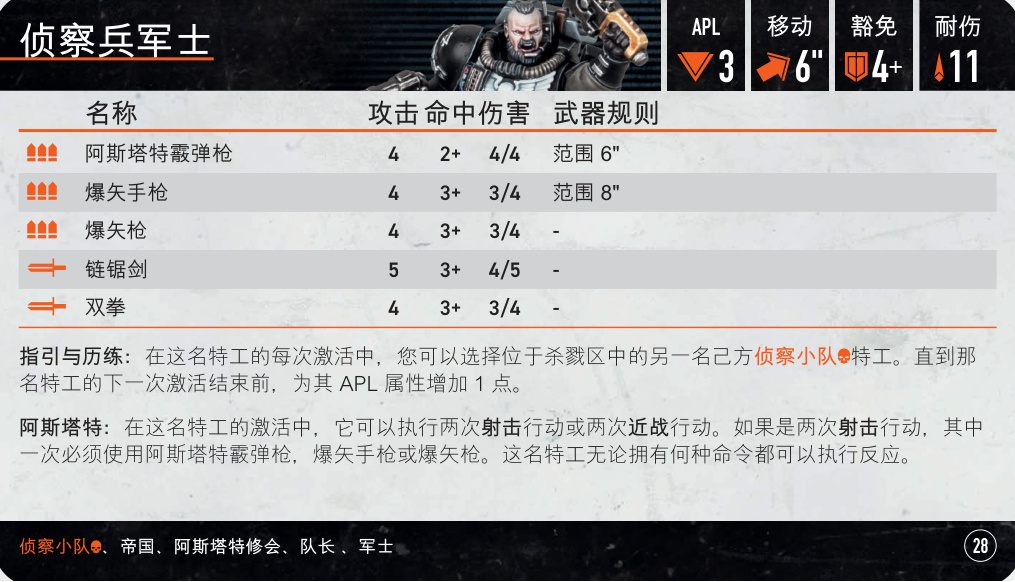 侦察兵军士
APL 移动 豁免 耐伤
3 6" 4+ 11
名称 攻击 命中 伤害 武器规则
阿斯塔特霰弹枪 4 2+ 4/4 范围 6"
爆矢手枪 4 3+ 3/4 范围 8"
爆矢枪 4 3+ 3/4 -
链锯剑 5 3+ 4/5 -
双拳 4 3+ 3/4 -
指引与历练：在这名特工的每次激活中，您可以选择位于杀戮区中的另一名己方侦察小队特工。直到那
名特工的下一次激活结束前，为其 APL 属性增加 1 点。
阿斯塔特：在这名特工的激活中，它可以执行两次射击行动或两次近战行动。如果是两次射击行动，其中
一次必须使用阿斯塔特霰弹枪，爆矢手枪或爆矢枪。这名特工无论拥有何种命令都可以执行反应。
侦察小队、帝国、阿斯塔特修会、队长 、军士
28